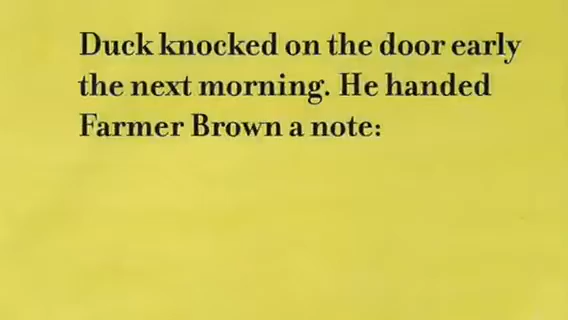 Duck knocked on the door early
the next morning. He handed
Farmer Brown a note: